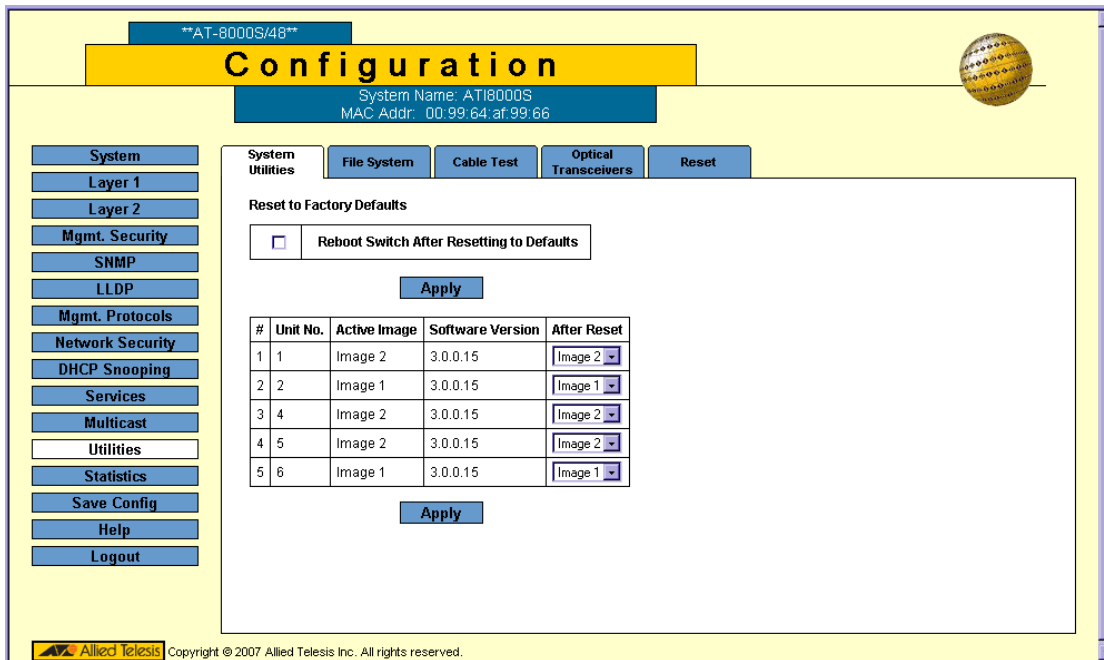 **AT-8000S/48**
Configuration
System Name: ATI8000S
MAC Addr: 00:99:64:af:99:66
System
Layer 1
Layer 2
Mgmt. Security
SNMP
LLDP
Mgmt. Protocols
Network Security
DHCP Snooping
Services
Multicast
Utilities
Statistics
Save Config
Help
Logout
System Utilities File System Cable Test Optical Transceivers Reset
Reset to Factory Defaults
Reboot Switch After Resetting to Defaults
Apply
# Unit No. Active Image Software Version After Reset
1 1 Image 2 3.0.0.15 Image 2
2 2 Image 1 3.0.0.15 Image 1
3 4 Image 2 3.0.0.15 Image 2
4 5 Image 2 3.0.0.15 Image 2
5 6 Image 1 3.0.0.15 Image 1
Apply
Allied Telesis Copyright © 2007 Allied Telesis Inc. All rights reserved.